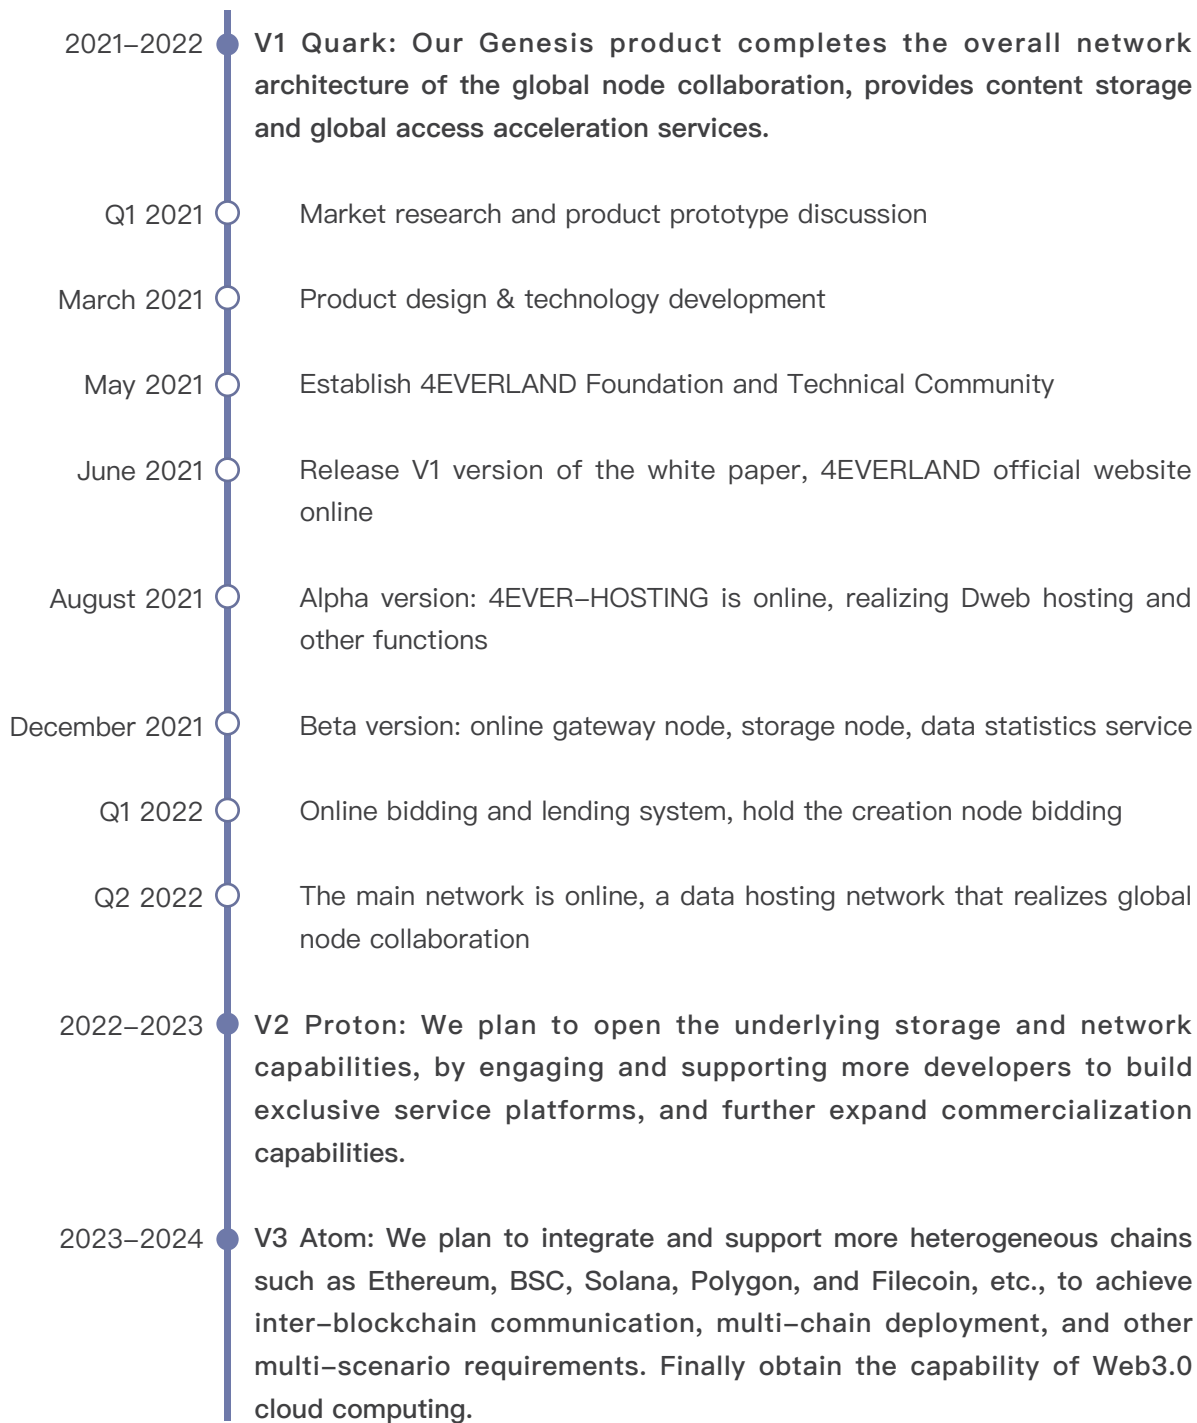 2021–2022 V1 Quark: Our Genesis product completes the overall network
architecture of the global node collaboration, provides content storage
and global access acceleration services.
Q1 2021 Market research and product prototype discussion
March 2021 Product design & technology development
May 2021 Establish 4EVERLAND Foundation and Technical Community
June 2021 Release V1 version of the white paper, 4EVERLAND official website
online
August 2021 Alpha version: 4EVER–HOSTING is online, realizing Dweb hosting and
other functions
December 2021 Beta version: online gateway node, storage node, data statistics service
Q1 2022 Online bidding and lending system, hold the creation node bidding
Q2 2022 The main network is online, a data hosting network that realizes global
node collaboration
2022–2023 V2 Proton: We plan to open the underlying storage and network
capabilities, by engaging and supporting more developers to build
exclusive service platforms, and further expand commercialization
capabilities.
2023–2024 V3 Atom: We plan to integrate and support more heterogeneous chains
such as Ethereum, BSC, Solana, Polygon, and Filecoin, etc., to achieve
inter–blockchain communication, multi–chain deployment, and other
multi–scenario requirements. Finally obtain the capability of Web3.0
cloud computing.